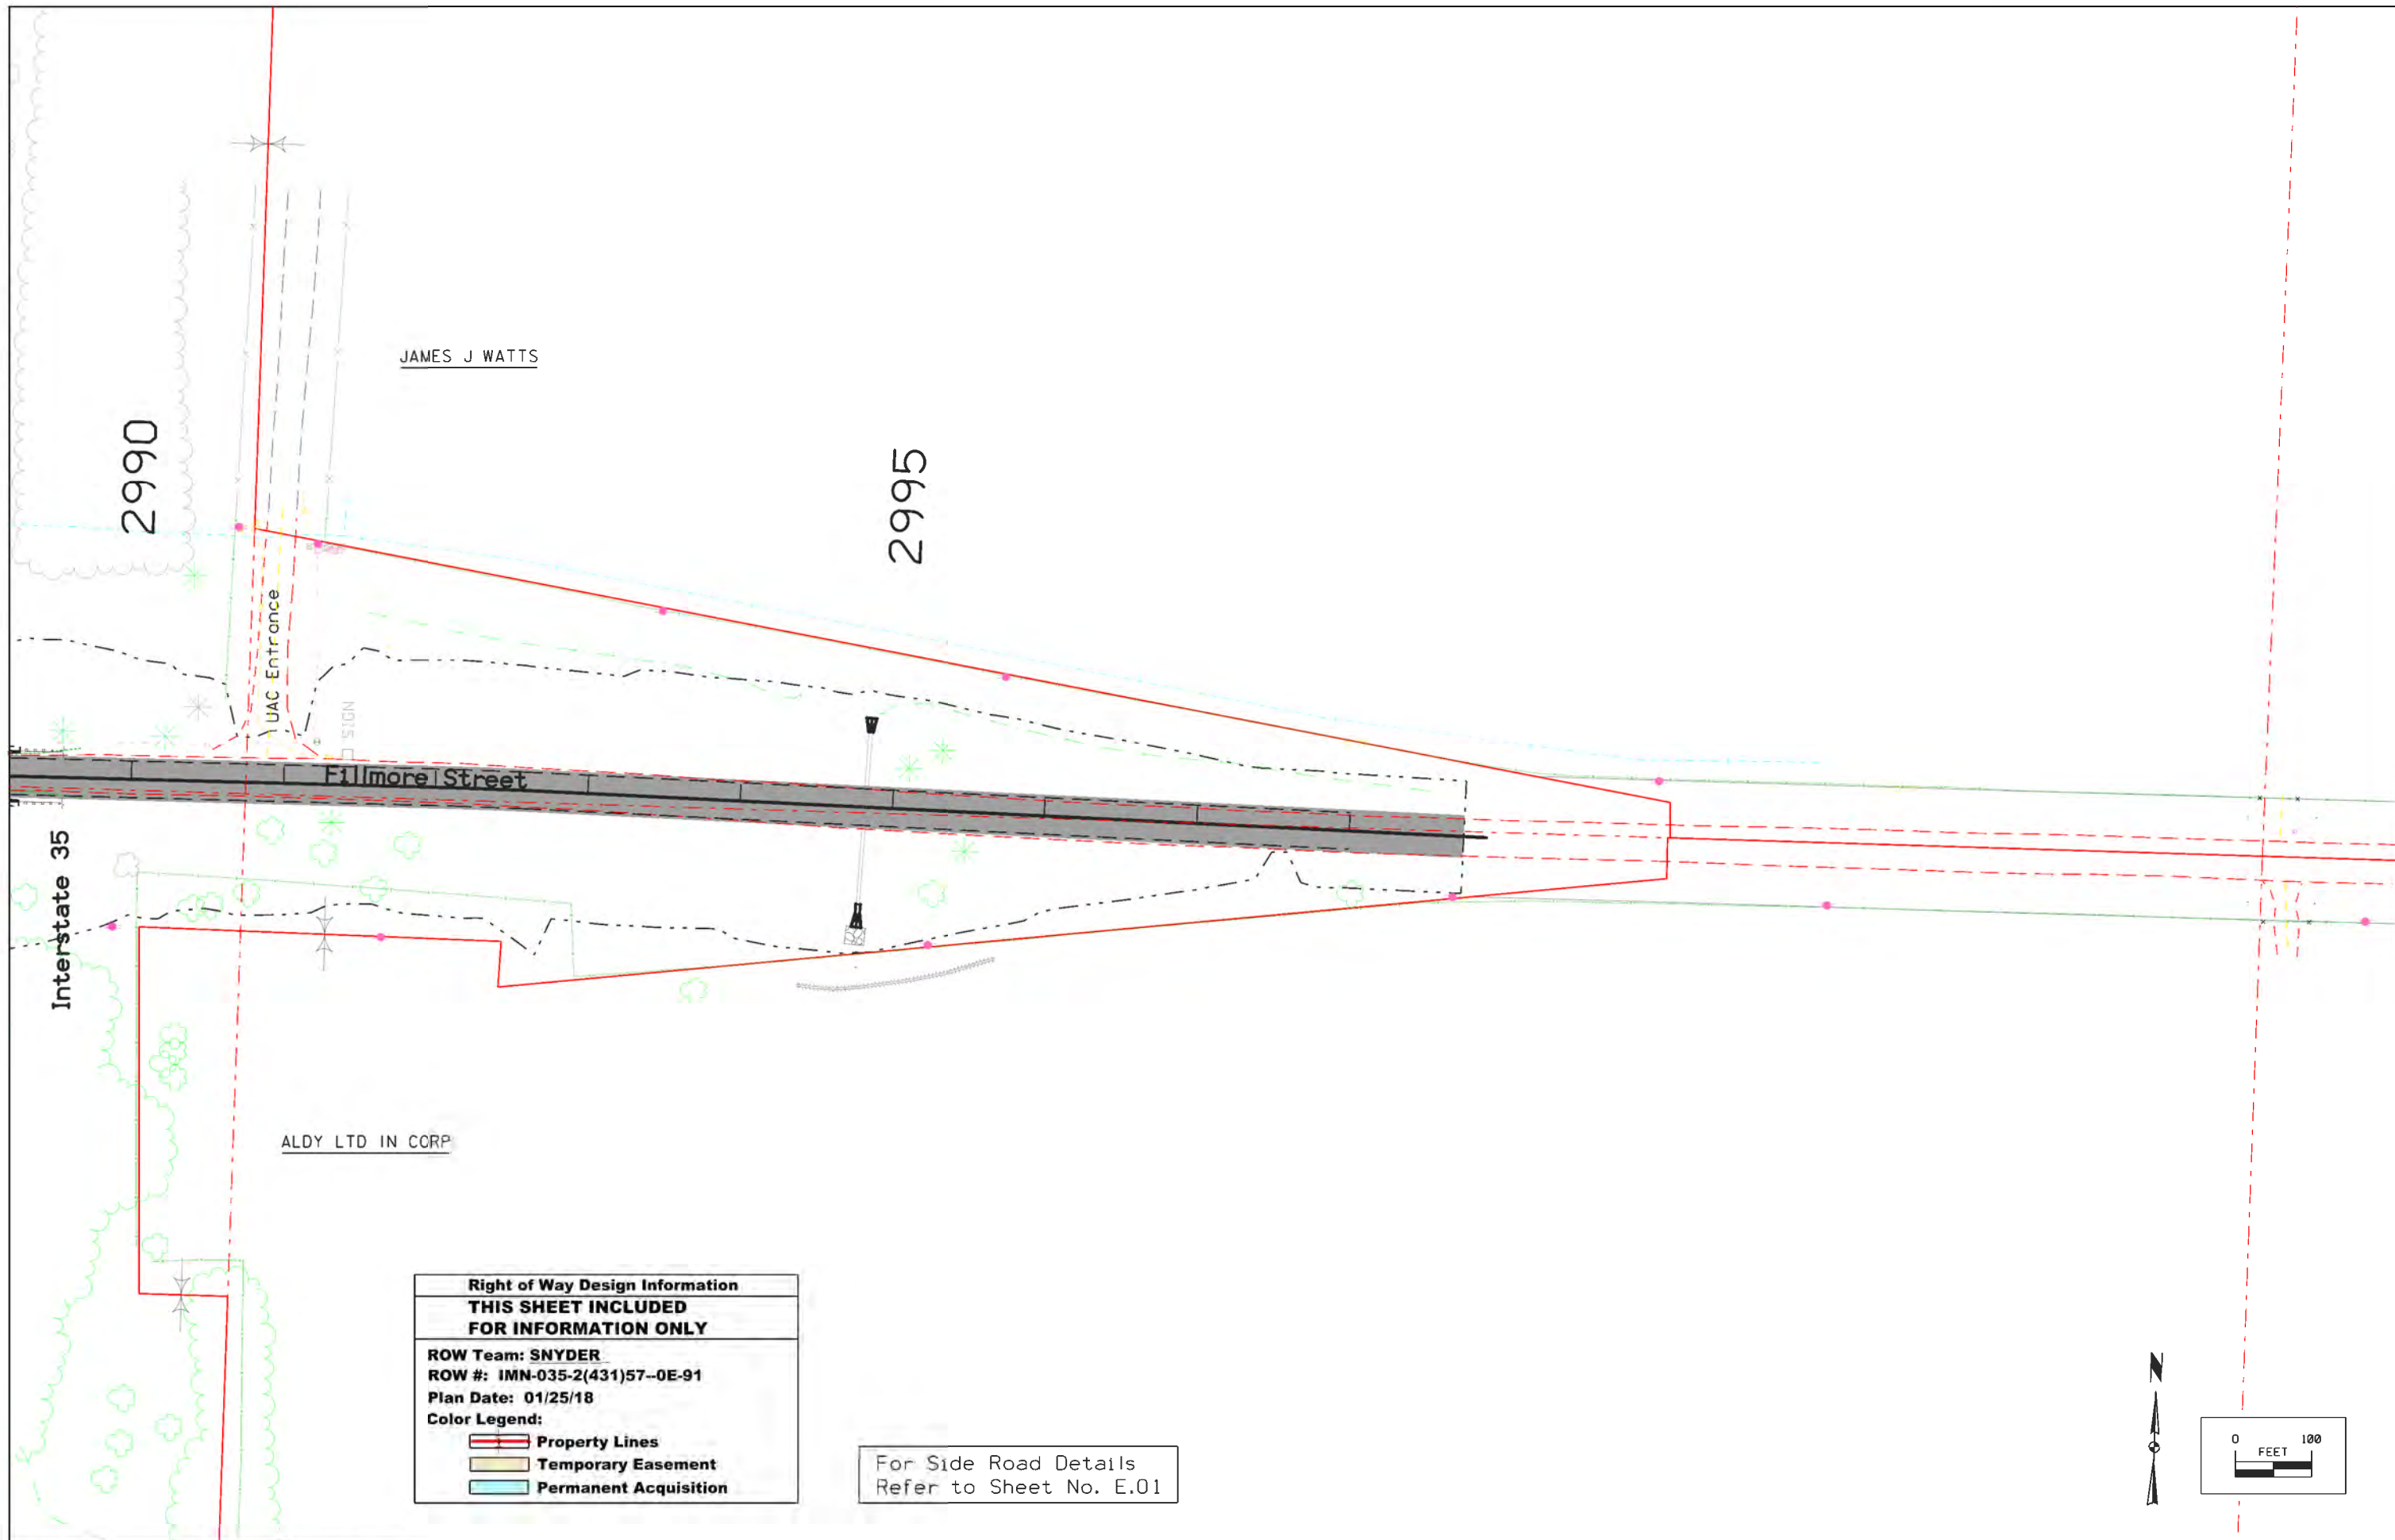 JAMES J WATTS
2990
2995
UAC Entrance
SIGN
Fillmore Street
Interstate 35
ALDY LTD IN CORP
Right of Way Design Information
THIS SHEET INCLUDED
FOR INFORMATION ONLY
ROW Team: SNYDER
ROW #: IMN-035-2(431)57--0E-91
Plan Date: 01/25/18
Color Legend:
Property Lines
Temporary Easement
Permanent Acquisition
For Side Road Details
Refer to Sheet No. E.01
N
0 100
FEET